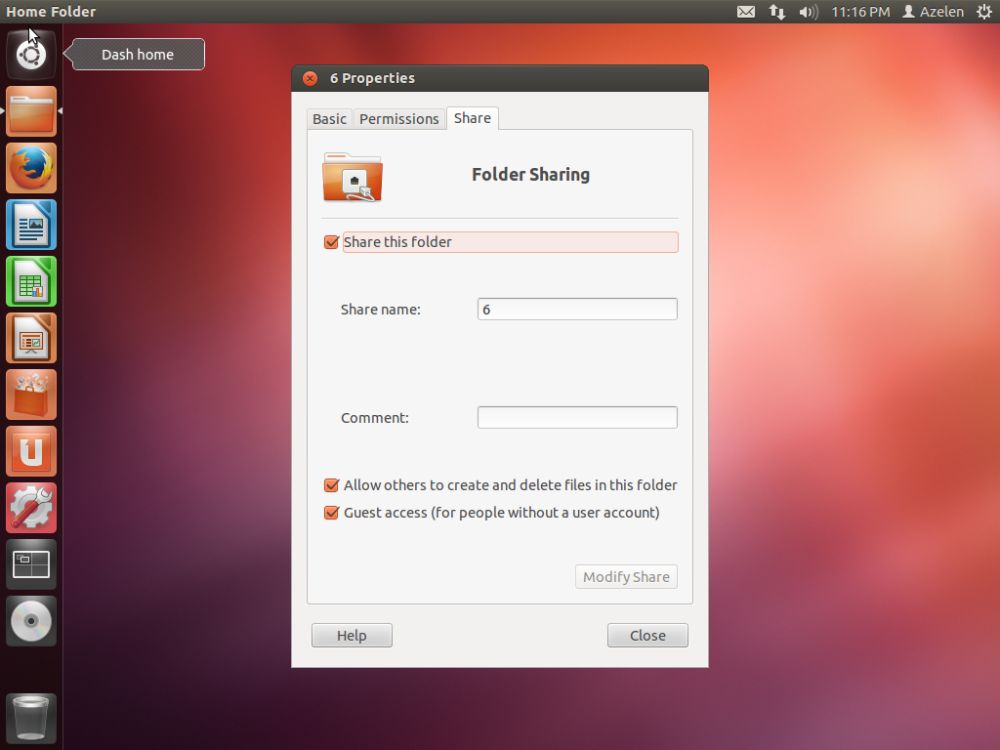 Home Folder
11:16 PM
Azelen
Dash home
6 Properties
Basic
Permissions
Share
Folder Sharing
Share this folder
Share name:
6
Comment:
Allow others to create and delete files in this folder
Guest access (for people without a user account)
Modify Share
Help
Close